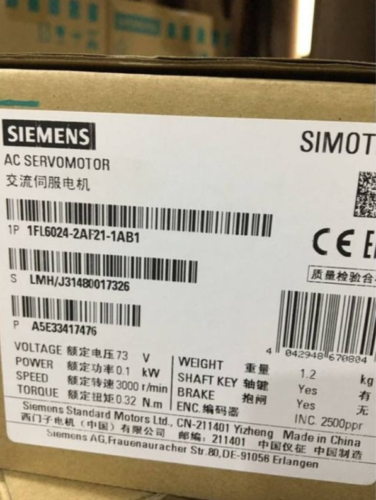 SIEMENS SIMOT
AC SERVOMOTOR
交流伺服电机
1P 1FL6024-2AF21-1AB1
CE EA
S LMH/J31480017326
质量检验合
P A5E33417476
4 042948 670804
VOLTAGE 额定电压 73 V
POWER 额定功率 0.1 kW
SPEED 额定转速 3000 r/min
TORQUE 额定扭矩 0.32 N.m
WEIGHT 重量 1.2 kg
SHAFT KEY 轴键 Yes 有
BRAKE 抱闸 Yes 无
ENC.编码器 INC. 2500ppr
Siemens Standard Motors Ltd., CN-211401 Yizheng Made in China
西门子电机（中国）有限公司 邮编：211401 中国仪征 中国制造
Siemens AG,Frauenauracher Str.80,DE-91056 Erlangen